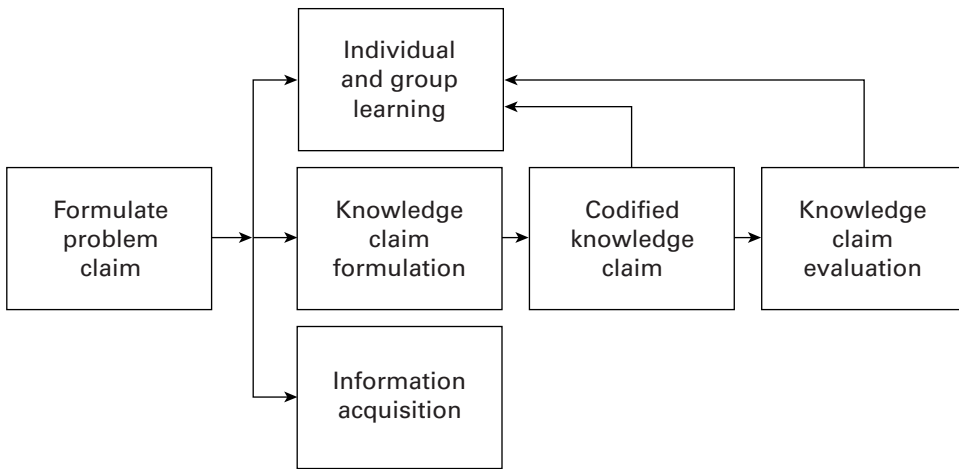 Individual
and group
learning
Formulate
problem
claim
Knowledge
claim
formulation
Codified
knowledge
claim
Knowledge
claim
evaluation
Information
acquisition